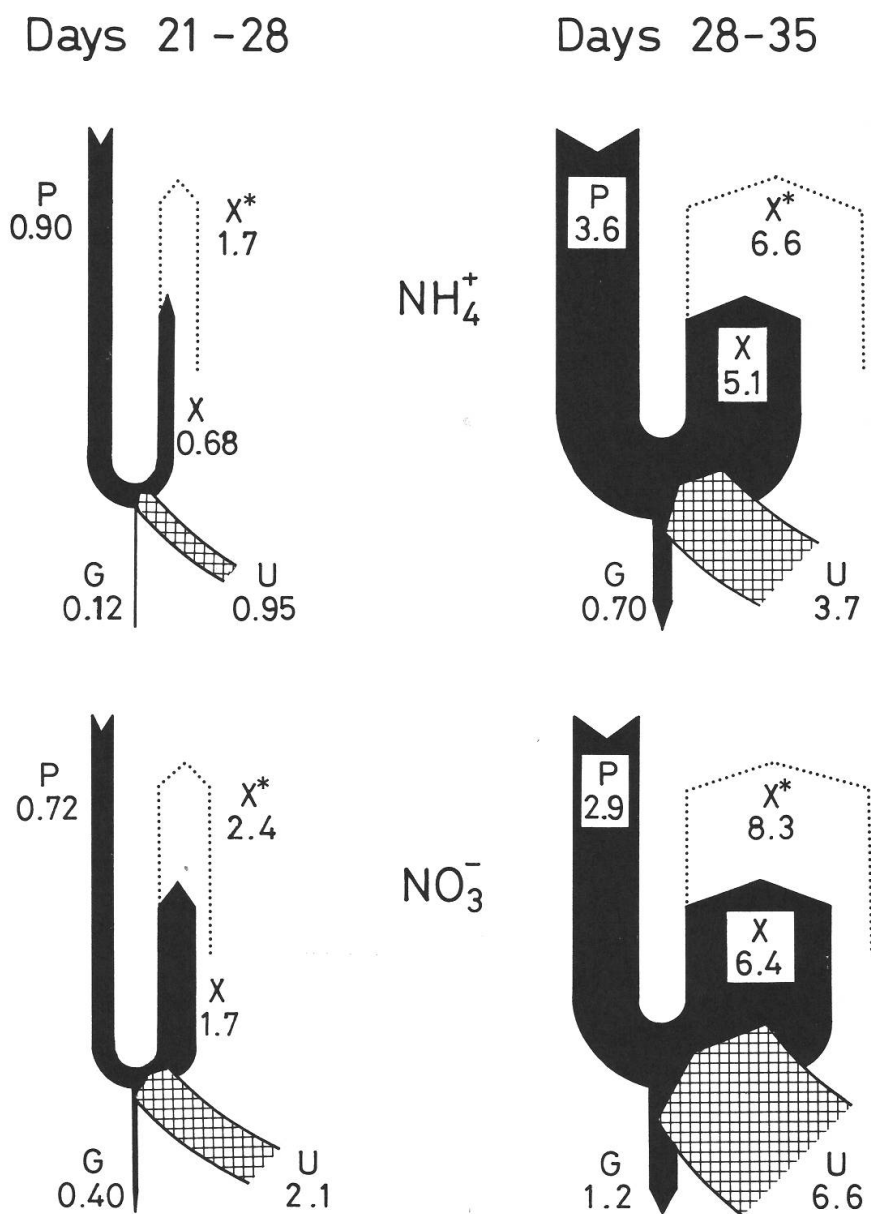 Days 21-28
Days 28-35
P
0.90
X*
1.7
X
0.68
G
0.12
U
0.95
NH4+
P
3.6
X*
6.6
X
5.1
G
0.70
U
3.7
P
0.72
X*
2.4
X
1.7
G
0.40
U
2.1
NO3-
P
2.9
X*
8.3
X
6.4
G
1.2
U
6.6